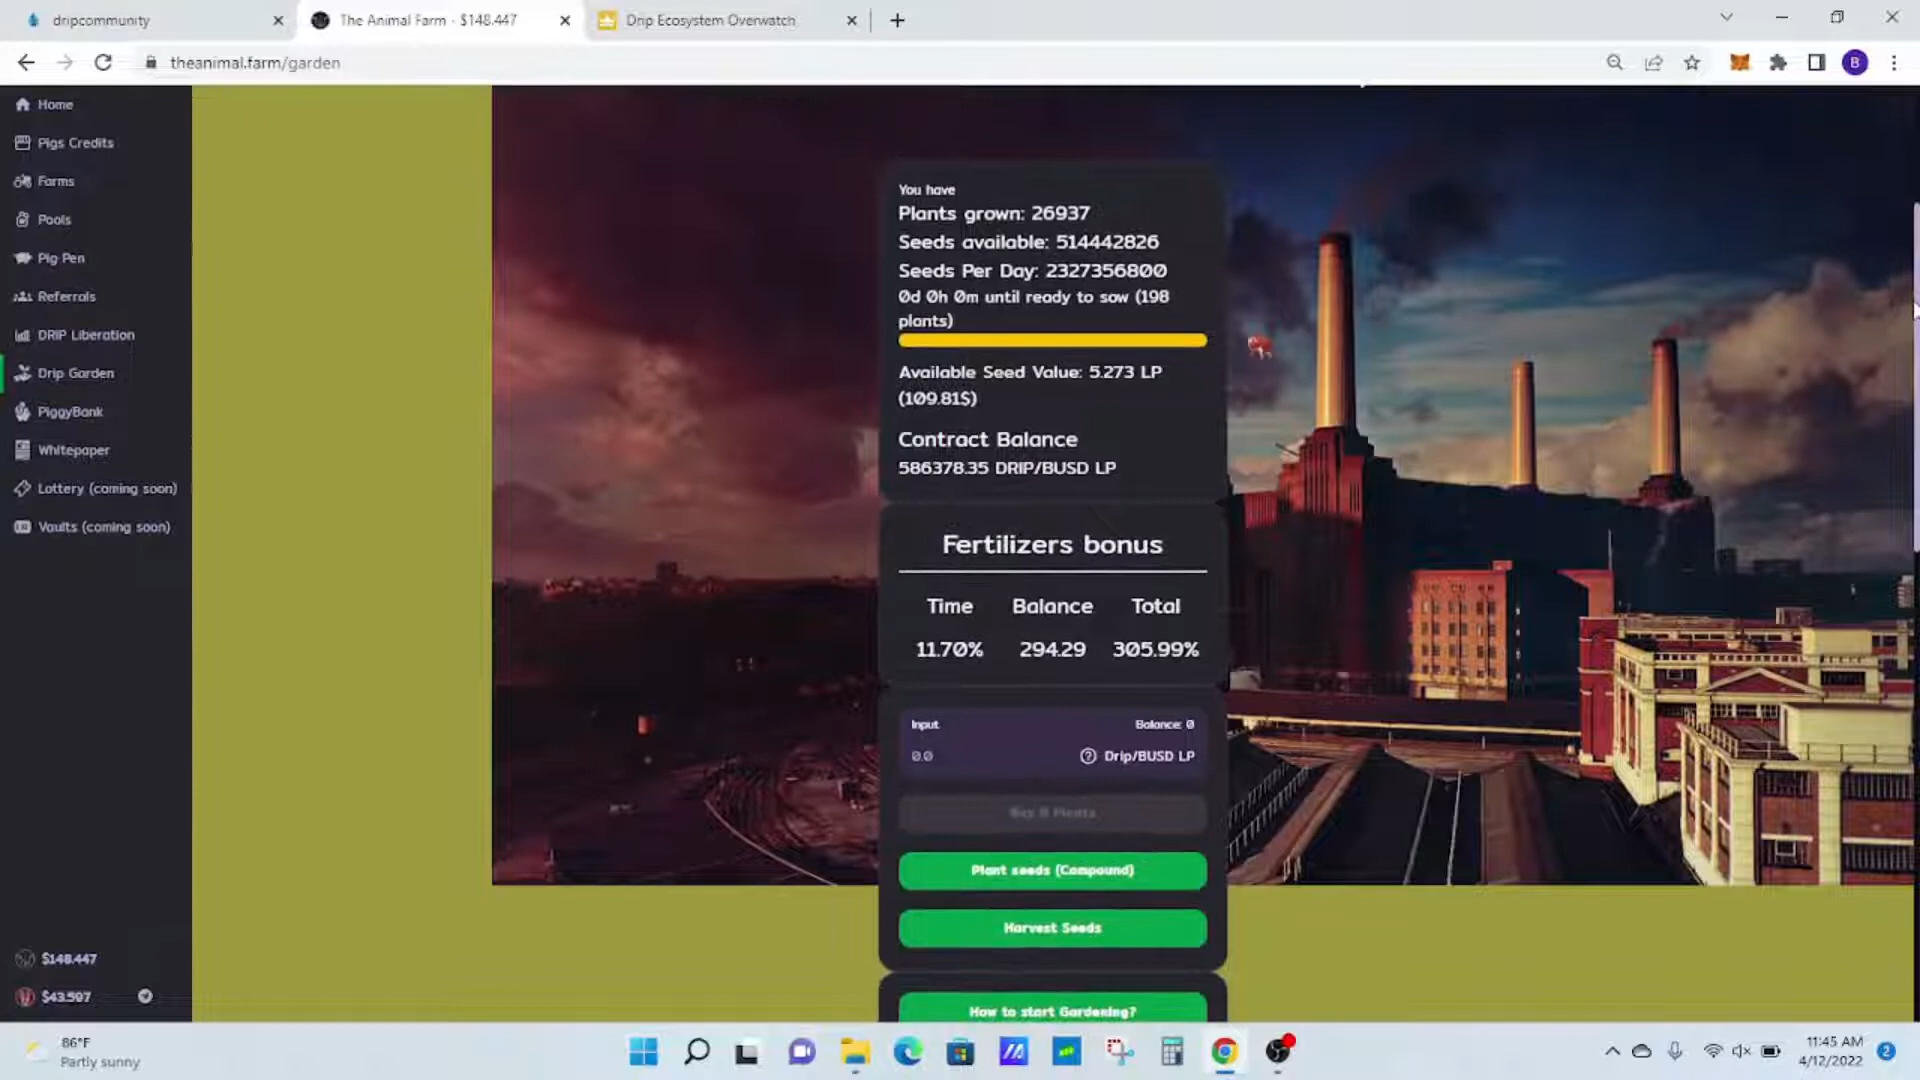 dripcommunity
The Animal Farm - $148.447
Drip Ecosystem Overwatch
theanimal.farm/garden
B
Home
Pigs Credits
Farms
Pools
Pig Pen
Referrals
DRIP Liberation
Drip Garden
PiggyBank
Whitepaper
Lottery (coming soon)
Vaults (coming soon)
$148.447
$43.507
You have
Plants grown: 26937
Seeds available: 514442826
Seeds Per Day: 2327356800
0d 0h 0m until ready to sow (198
plants)
Available Seed Value: 5.273 LP
(109.81$)
Contract Balance
586378.35 DRIP/BUSD LP
Fertilizers bonus
Time Balance Total
11.70% 294.29 305.99%
Input Balance: 0
0.0 Drip/BUSD LP
Buy 0 Plants
Plant seeds (Compound)
Harvest Seeds
How to start Gardening?
86°F
Partly sunny
11:45 AM
4/12/2022
2